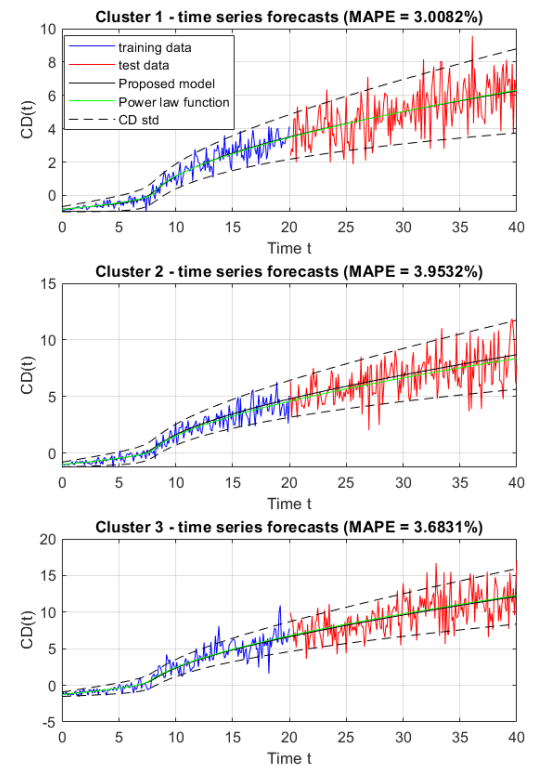 Cluster 1 - time series forecasts (MAPE = 3.0082%)
10
8
6
4
2
0
CD(t)
training data
test data
Proposed model
Power law function
CD std
0 5 10 15 20 25 30 35 40
Time t
Cluster 2 - time series forecasts (MAPE = 3.9532%)
15
10
5
0
CD(t)
0 5 10 15 20 25 30 35 40
Time t
Cluster 3 - time series forecasts (MAPE = 3.6831%)
20
15
10
5
0
-5
CD(t)
0 5 10 15 20 25 30 35 40
Time t